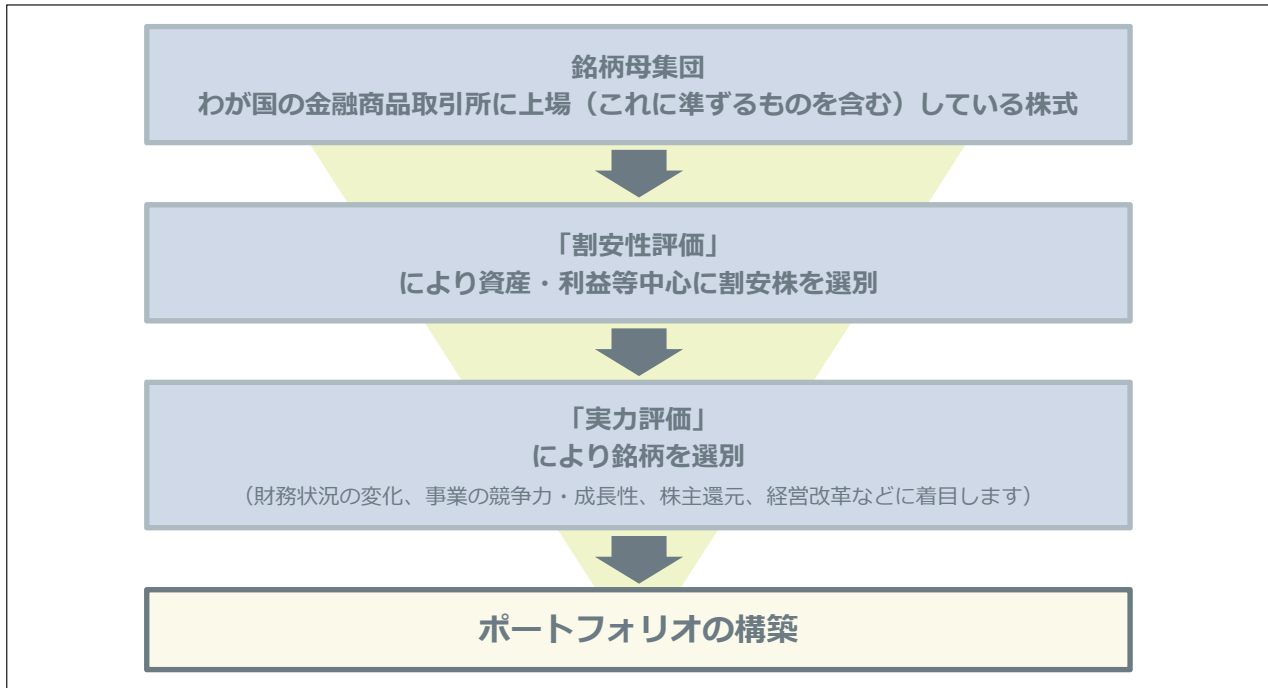 銘柄母集団
わが国の金融商品取引所に上場（これに準ずるものを含む）している株式
「割安性評価」
により資産・利益等中心に割安株を選別
「実力評価」
により銘柄を選別
（財務状況の変化、事業の競争力・成長性、株主還元、経営改革などに着目します）
ポートフォリオの構築